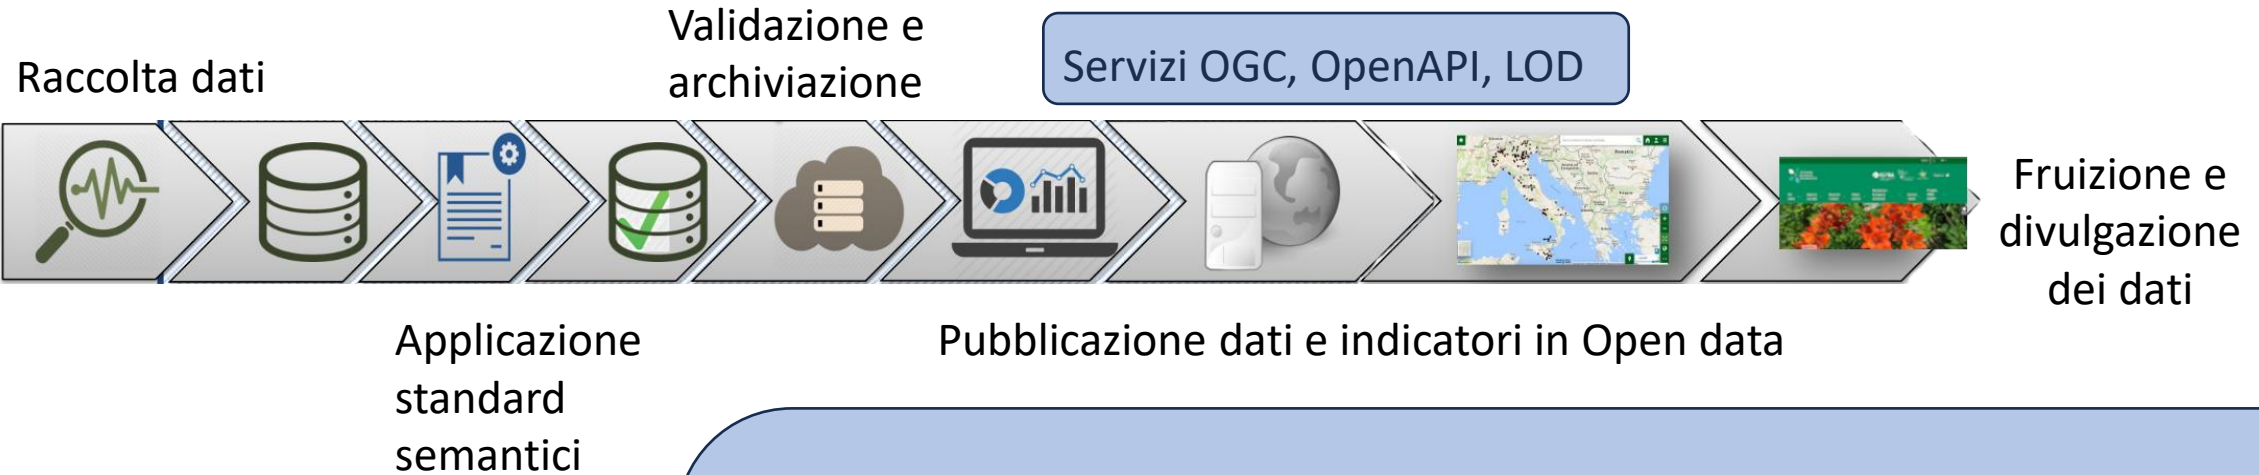 Raccolta dati
Validazione e
archiviazione
Servizi OGC, OpenAPI, LOD
Fruizione e
divulgazione
dei dati
Applicazione
standard
semantici
Pubblicazione dati e indicatori in Open data